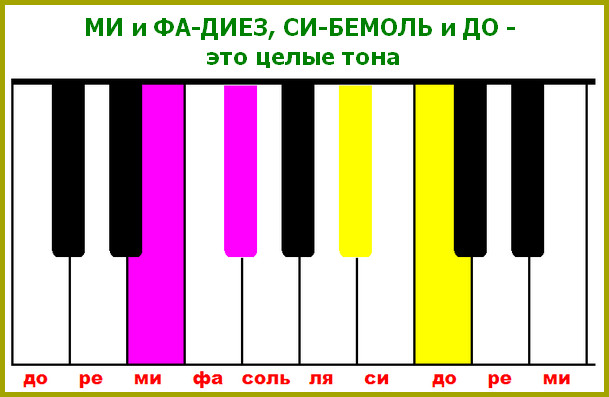 МИ и ФА-ДИЕЗ, СИ-БЕМОЛЬ и ДО -
это целые тона
до ре ми фа соль ля си до ре ми